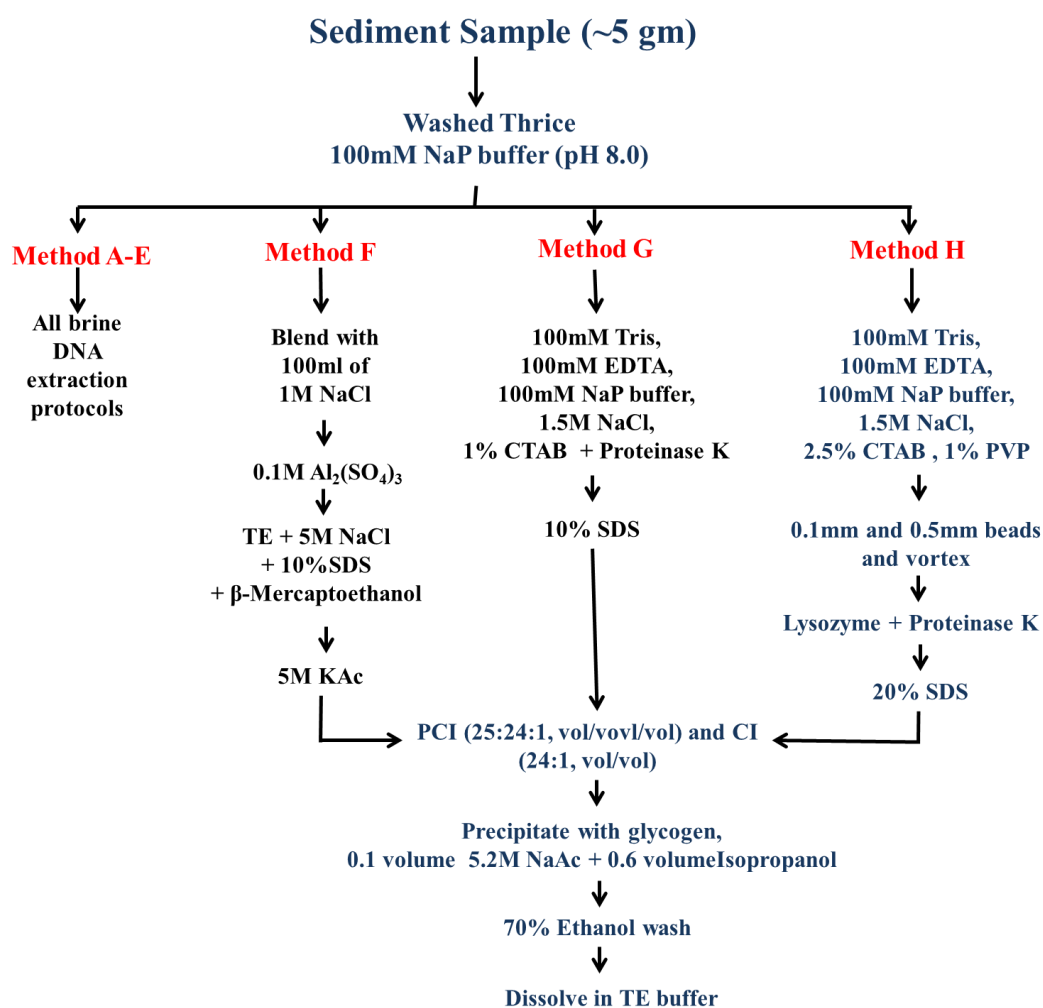 Sediment Sample (~5 gm)
Washed Thrice
100mM NaP buffer (pH 8.0)
Method A-E
All brine
DNA
extraction
protocols
Method F
Blend with
100ml of
1M NaCl
0.1M Al₂(SO₄)₃
TE + 5M NaCl
+ 10%SDS
+ β-Mercaptoethanol
5M KAc
Method G
100mM Tris,
100mM EDTA,
100mM NaP buffer,
1.5M NaCl,
1% CTAB + Proteinase K
10% SDS
Method H
100mM Tris,
100mM EDTA,
100mM NaP buffer,
1.5M NaCl,
2.5% CTAB , 1% PVP
0.1mm and 0.5mm beads
and vortex
Lysozyme + Proteinase K
20% SDS
PCI (25:24:1, vol/vovl/vol) and CI
(24:1, vol/vol)
Precipitate with glycogen,
0.1 volume 5.2M NaAc + 0.6 volumeIsopropanol
70% Ethanol wash
Dissolve in TE buffer